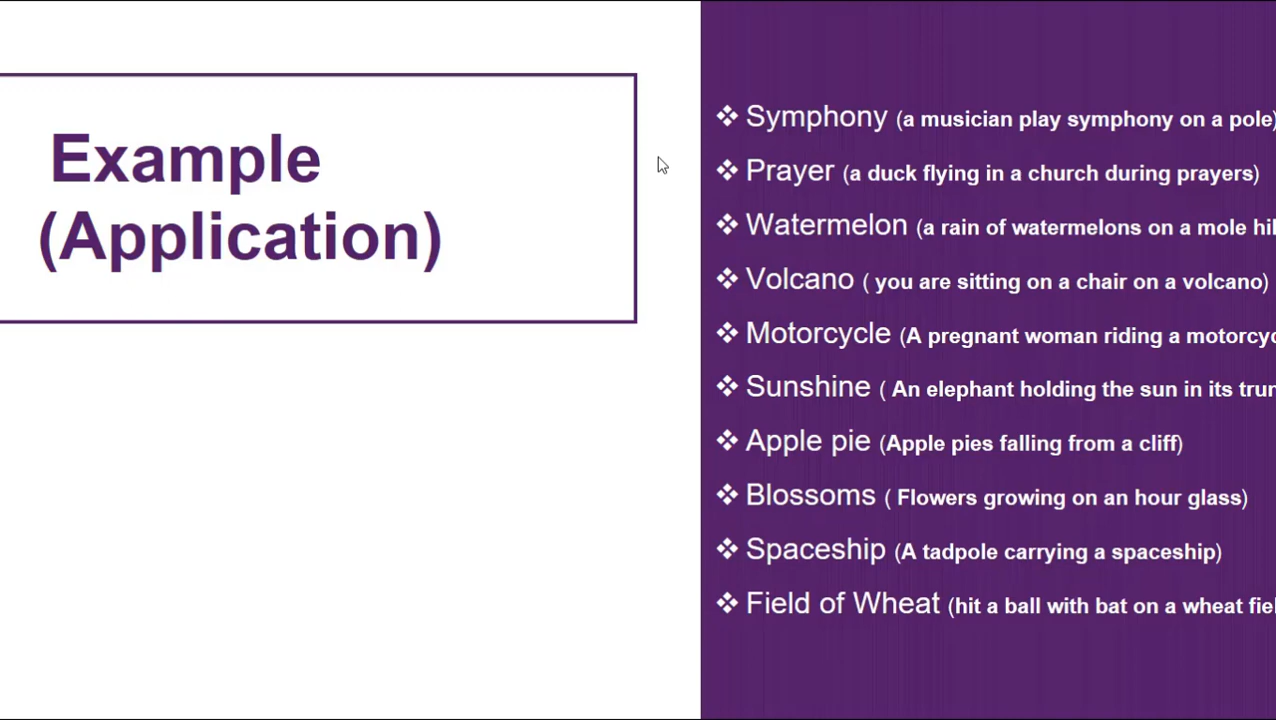 Example
(Application)
❖ Symphony (a musician play symphony on a pole)
❖ Prayer (a duck flying in a church during prayers)
❖ Watermelon (a rain of watermelons on a mole
❖ Volcano ( you are sitting on a chair on a volcano)
❖ Motorcycle (A pregnant woman riding a
❖ Sunshine ( An elephant holding the sun in its
❖ Apple pie (Apple pies falling from a cliff)
❖ Blossoms ( Flowers growing on an hour glass)
❖ Spaceship (A tadpole carrying a spaceship)
❖ Field of Wheat (hit a ball with bat on a wheat